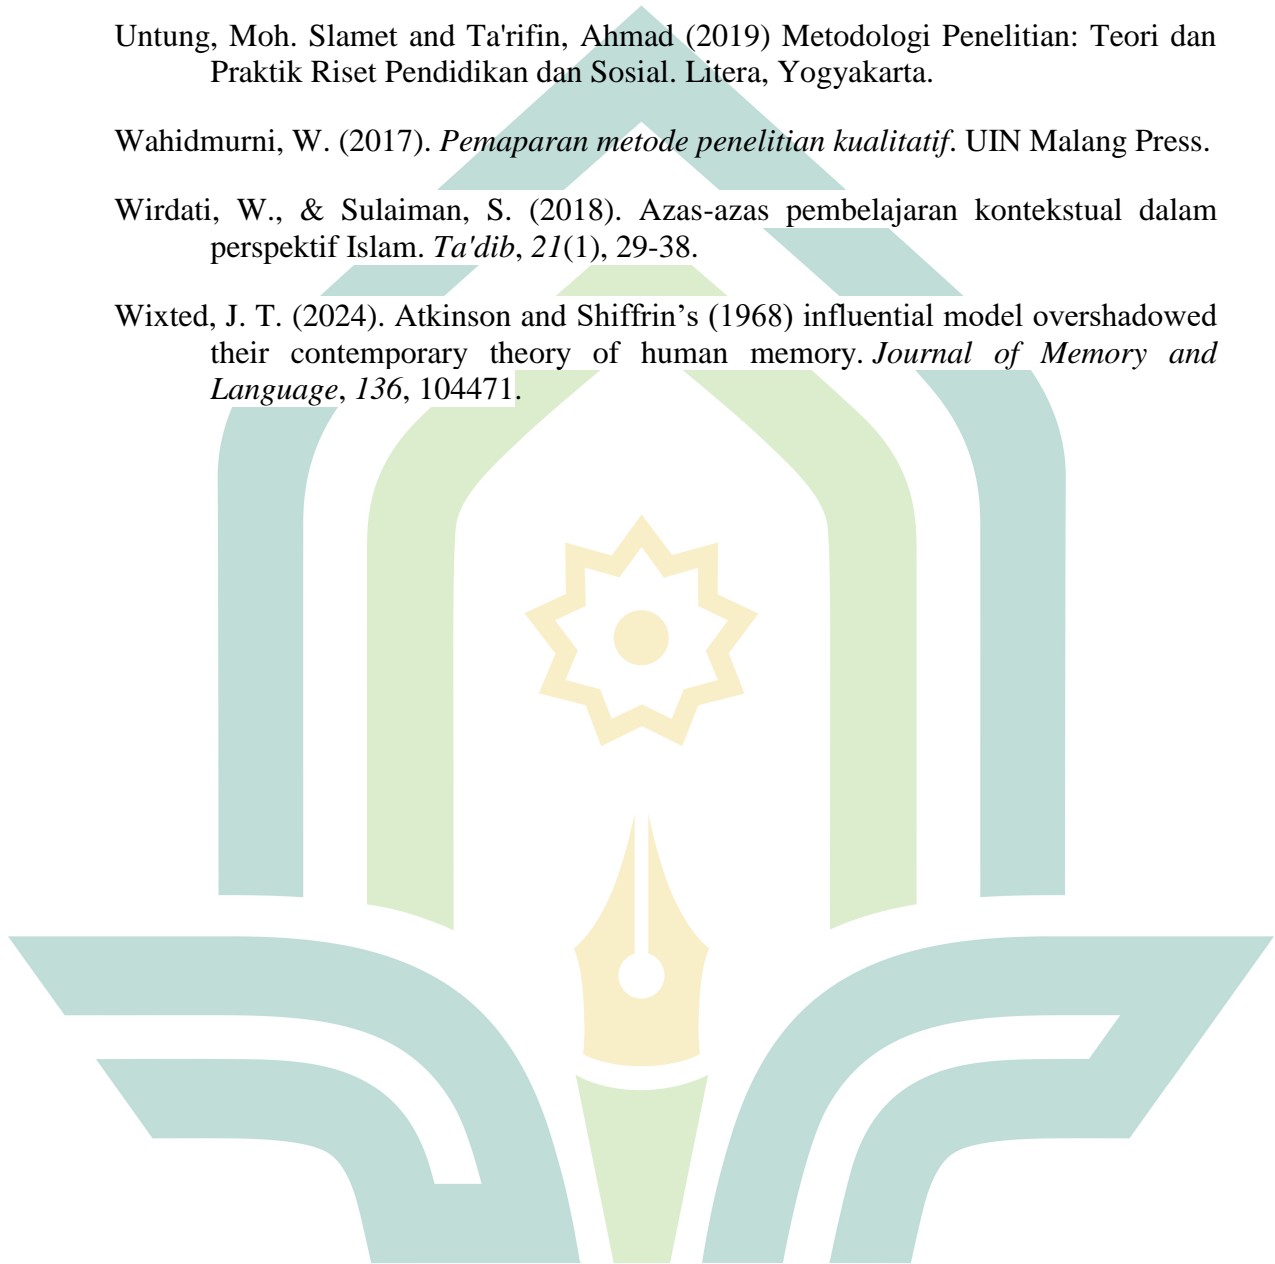 Untung, Moh. Slamet and Ta'rifin, Ahmad (2019) Metodologi Penelitian: Teori dan
Praktik Riset Pendidikan dan Sosial. Litera, Yogyakarta.
Wahidmurni, W. (2017). Pemaparan metode penelitian kualitatif. UIN Malang Press.
Wirdati, W., & Sulaiman, S. (2018). Azas-azas pembelajaran kontekstual dalam
perspektif Islam. Ta'dib, 21(1), 29-38.
Wixted, J. T. (2024). Atkinson and Shiffrin’s (1968) influential model overshadowed
their contemporary theory of human memory. Journal of Memory and
Language, 136, 104471.